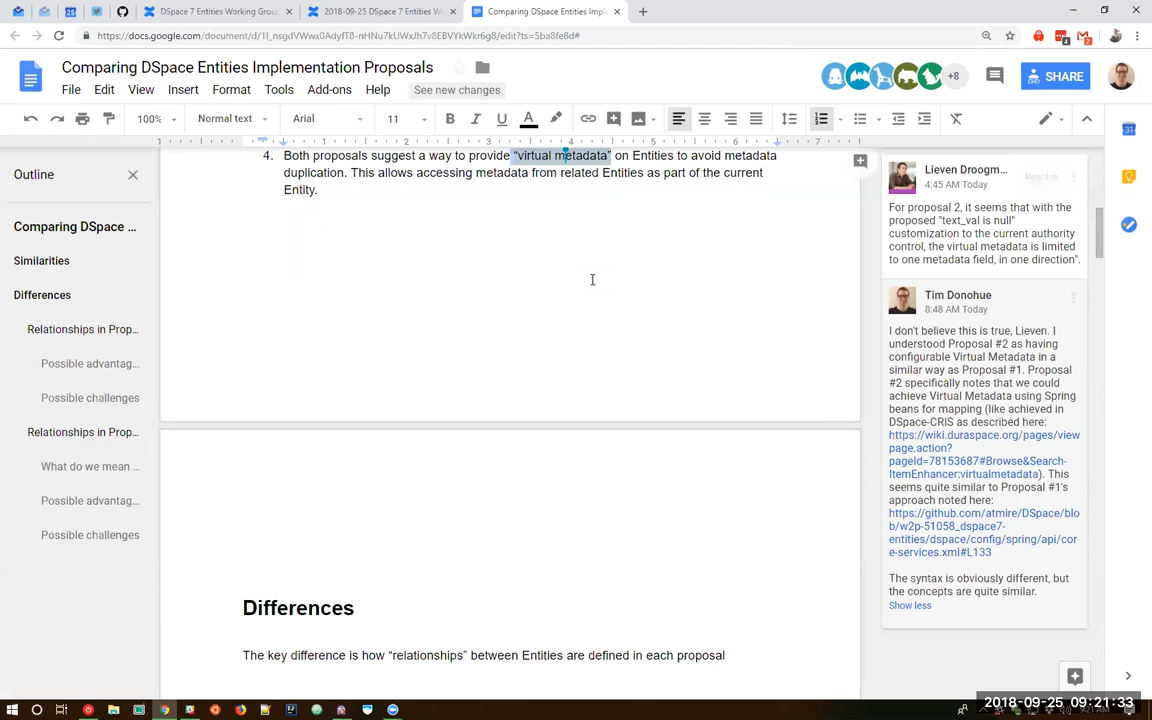 DSpace 7 Entities Working Grou
2018-09-25 DSpace 7 Entities W
Comparing DSpace Entities Imple
https://docs.google.com/document/d/1l_nsgdVWwx0AdyfT8-nHNu7kUWxJh7v8EBVYkWkr6g8/edit?ts=5ba8fe8d#
Comparing DSpace Entities Implementation Proposals
File Edit View Insert Format Tools Add-ons Help See new changes
+8
SHARE
100% Normal text Arial 11 B I U A
1 1 2 3 4 5 6 7
Outline
Comparing DSpace ...
Similarities
Differences
Relationships in Prop...
Possible advantag...
Possible challenges
Relationships in Prop...
What do we mean ...
Possible advantag...
Possible challenges
4. Both proposals suggest a way to provide “virtual metadata” on Entities to avoid metadata
duplication. This allows accessing metadata from related Entities as part of the current
Entity.
Differences
The key difference is how “relationships” between Entities are defined in each proposal
Lieven Droogm...
4:45 AM Today
Resolve
For proposal 2, it seems that with the
proposed "text_val is null"
customization to the current authority
control, the virtual metadata is limited
to one metadata field, in one direction".
Tim Donohue
8:48 AM Today
I don't believe this is true, Lieven. I
understood Proposal #2 as having
configurable Virtual Metadata in a
similar way as Proposal #1. Proposal
#2 specifically notes that we could
achieve Virtual Metadata using Spring
beans for mapping (like achieved in
DSpace-CRIS as described here:
https://wiki.duraspace.org/pages/view
page.action?
pageId=78153687#Browse&Search-
ItemEnhancer:virtualmetadata). This
seems quite similar to Proposal #1's
approach noted here:
https://github.com/atmire/DSpace/blo
b/w2p-51058_dspace7-
entities/dspace/config/spring/api/cor
e-services.xml#L133
The syntax is obviously different, but
the concepts are quite similar.
Show less
2018-09-25 09:21:33